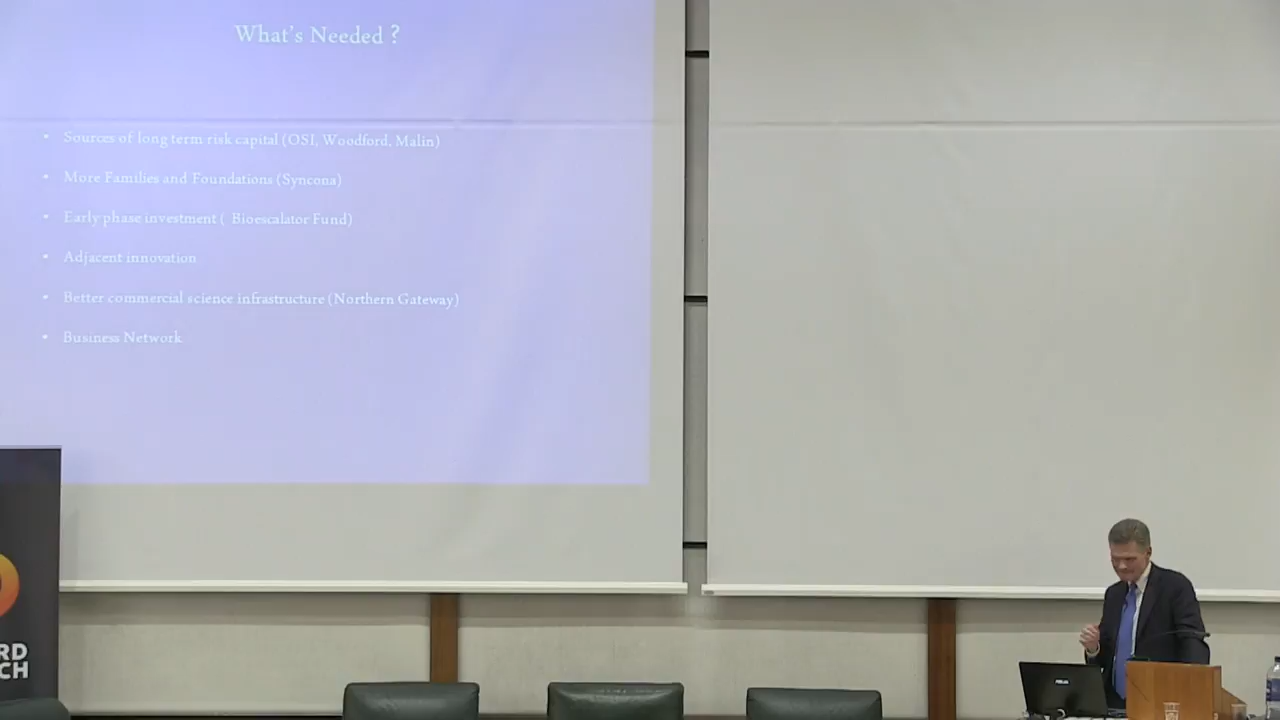 What's Needed ?
• Sources of long term risk capital (OSI, Woodford, Malin)
• More Families and Foundations (Syncona)
• Early phase investment ( Bioescalator Fund)
• Adjacent innovation
• Better commercial science infrastructure (Northern Gateway)
• Business Network
RD
CH
ASUS